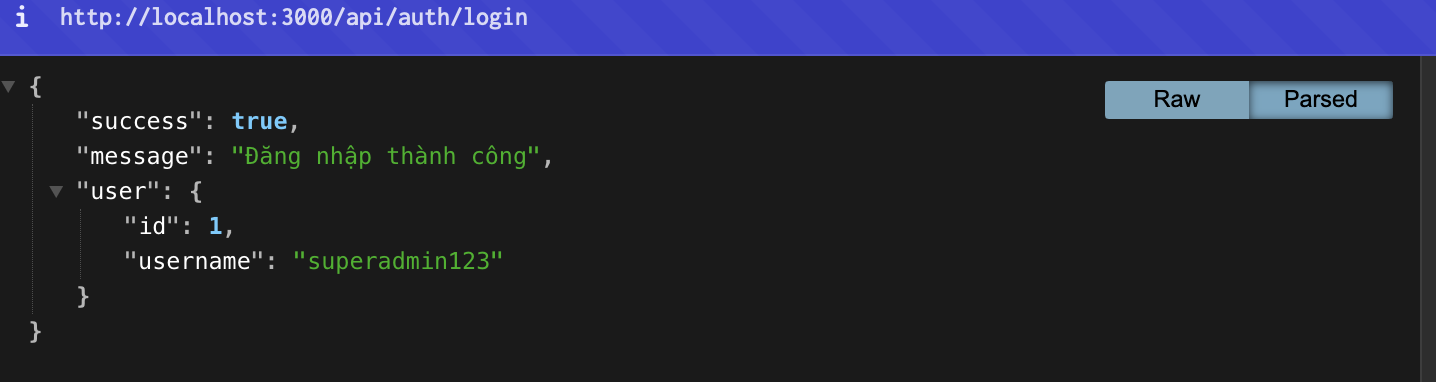 i http://localhost:3000/api/auth/login
{
Raw Parsed
"success": true,
"message": "Đăng nhập thành công",
"user": {
"id": 1,
"username": "superadmin123"
}
}